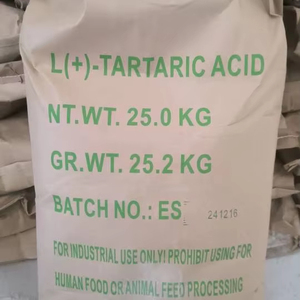 L(+)-TARTARIC ACID
NT.WT. 25.0 KG
GR.WT. 25.2 KG
BATCH NO.: ES 241216
FOR INDUSTRIAL USE ONLY! PROHIBIT USING FOR
HUMAN FOOD OR ANIMAL FEED PROCESSING